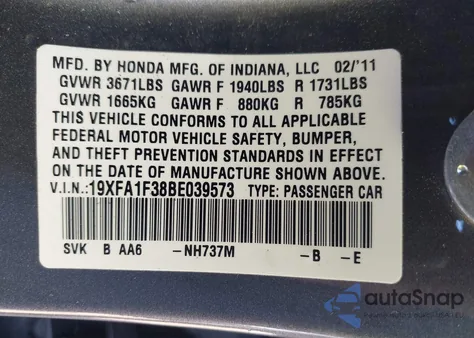 MFD. BY HONDA MFG. OF INDIANA, LLC 02/'11
GVWR 3671LBS GAWR F 1940LBS R 1731LBS
GVWR 1665KG GAWR F 880KG R 785KG
THIS VEHICLE CONFORMS TO ALL APPLICABLE
FEDERAL MOTOR VEHICLE SAFETY, BUMPER,
AND THEFT PREVENTION STANDARDS IN EFFECT
ON THE DATE OF MANUFACTURE SHOWN ABOVE.
V.I.N.:19XFA1F38BE039573 TYPE: PASSENGER CAR
SVK B AA6 -NH737M -B -E
autoSnap